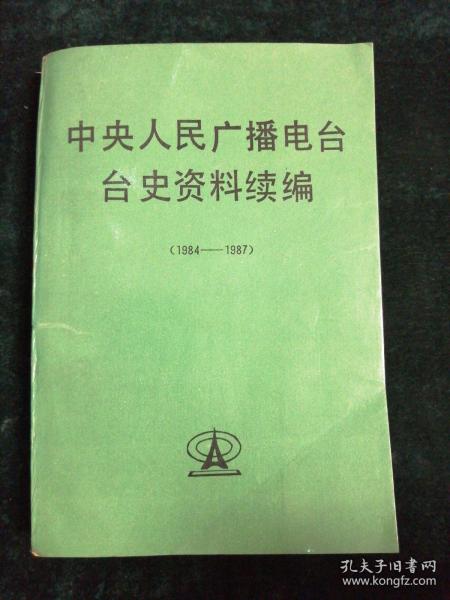 中央人民广播电台
台史资料续编
(1984——1987)
孔夫子旧书网
www.kongfz.com